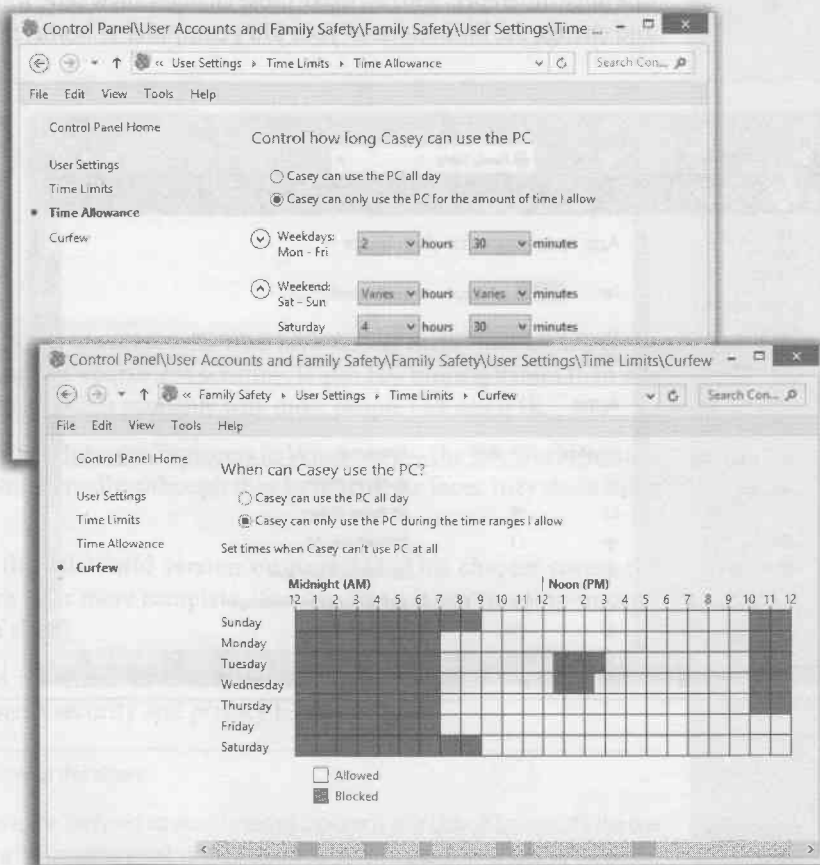 Control Panel\User Accounts and Family Safety\Family Safety\User Settings\Time ...
« User Settings ▸ Time Limits ▸ Time Allowance
Search Con...
File Edit View Tools Help
Control Panel Home
User Settings
Time Limits
Time Allowance
Curfew
Control how long Casey can use the PC
Casey can use the PC all day
Casey can only use the PC for the amount of time I allow
Weekdays: 2 hours 30 minutes
Mon - Fri
Weekend: Varies hours Varies minutes
Sat - Sun
Saturday 4 hours 30 minutes
Control Panel\User Accounts and Family Safety\Family Safety\User Settings\Time Limits\Curfew
« Family Safety ▸ User Settings ▸ Time Limits ▸ Curfew
Search Con...
File Edit View Tools Help
Control Panel Home
User Settings
Time Limits
Time Allowance
Curfew
When can Casey use the PC?
Casey can use the PC all day
Casey can only use the PC during the time ranges I allow
Set times when Casey can't use PC at all
Midnight (AM) Noon (PM)
12 1 2 3 4 5 6 7 8 9 10 11 12 1 2 3 4 5 6 7 8 9 10 11 12
Sunday
Monday
Tuesday
Wednesday
Thursday
Friday
Saturday
Allowed
Blocked